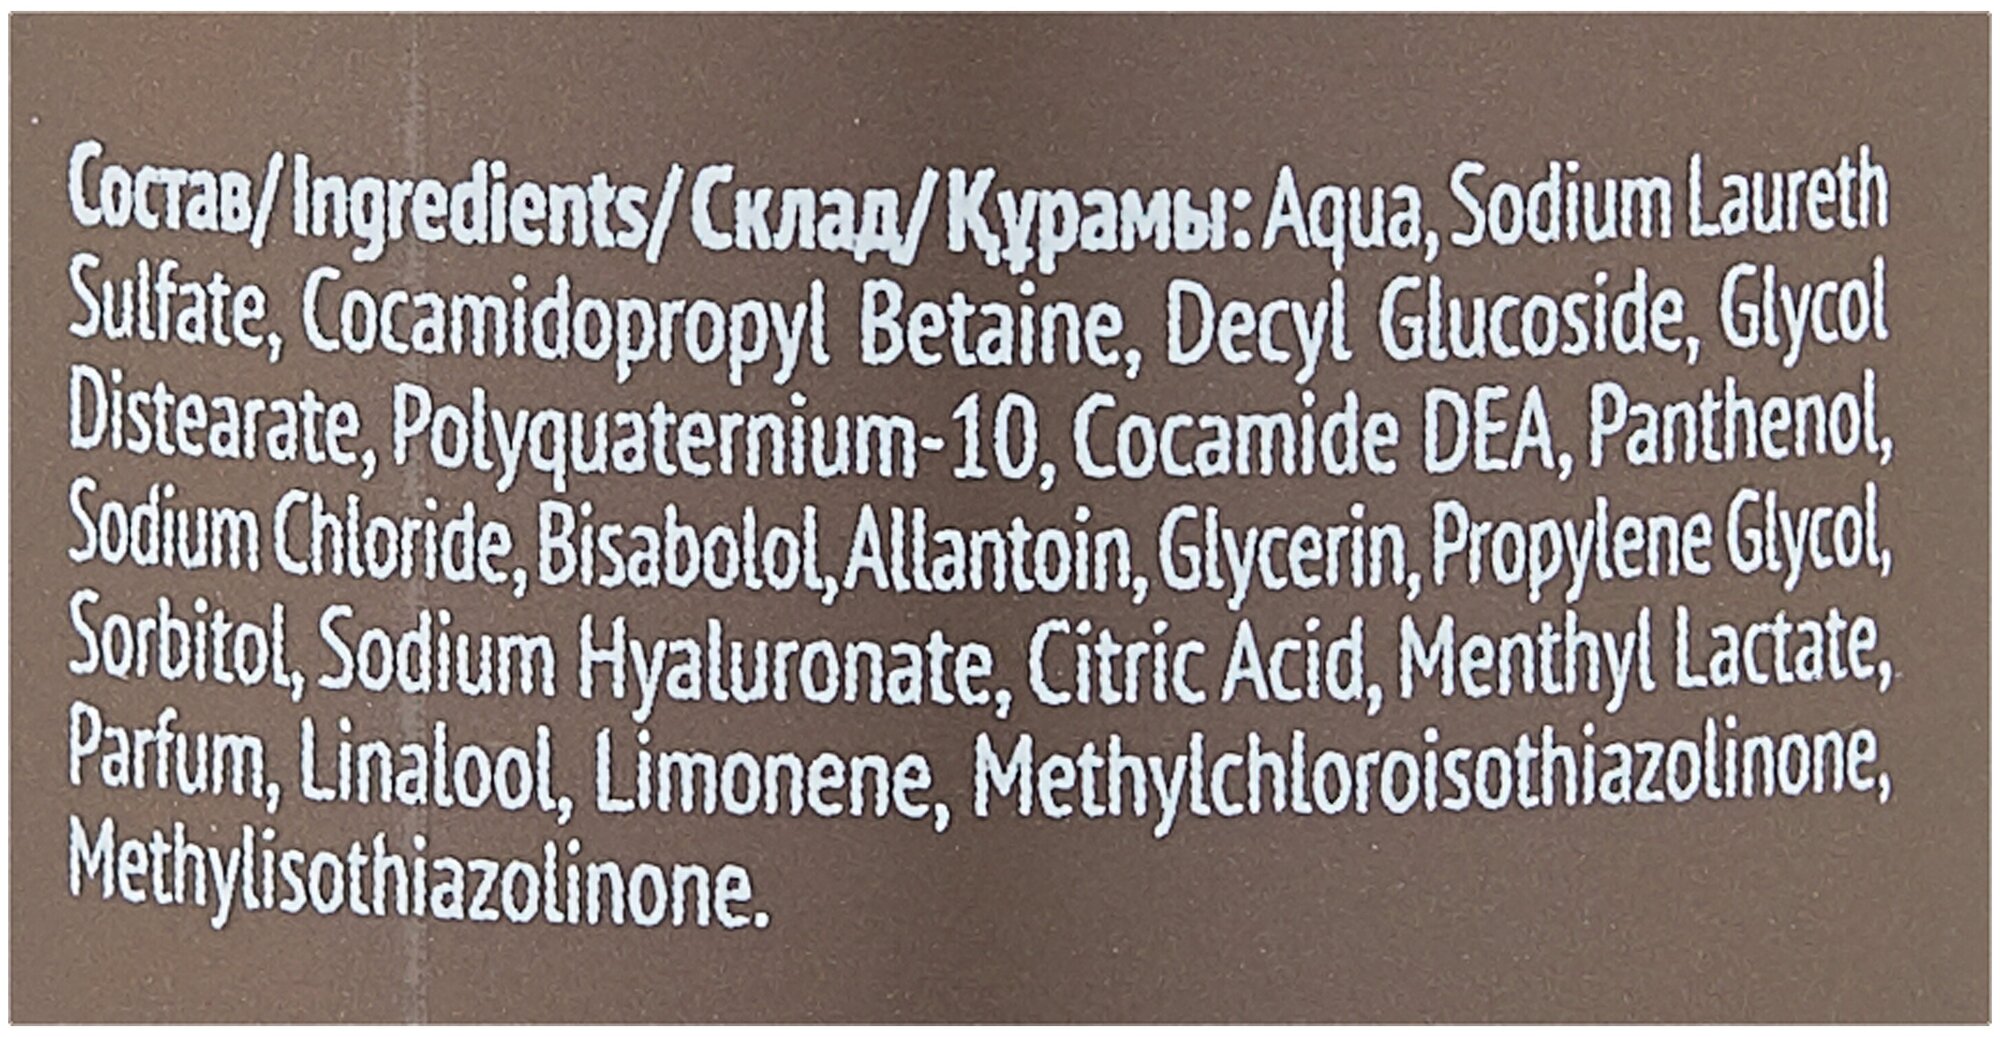 Состав/Ingredients/Склад/Құрамы: Aqua, Sodium Laureth
Sulfate, Cocamidopropyl Betaine, Decyl Glucoside, Glycol
Distearate, Polyquaternium-10, Cocamide DEA, Panthenol,
Sodium Chloride, Bisabolol, Allantoin, Glycerin, Propylene Glycol,
Sorbitol, Sodium Hyaluronate, Citric Acid, Menthyl Lactate,
Parfum, Linalool, Limonene, Methylchloroisothiazolinone,
Methylisothiazolinone.